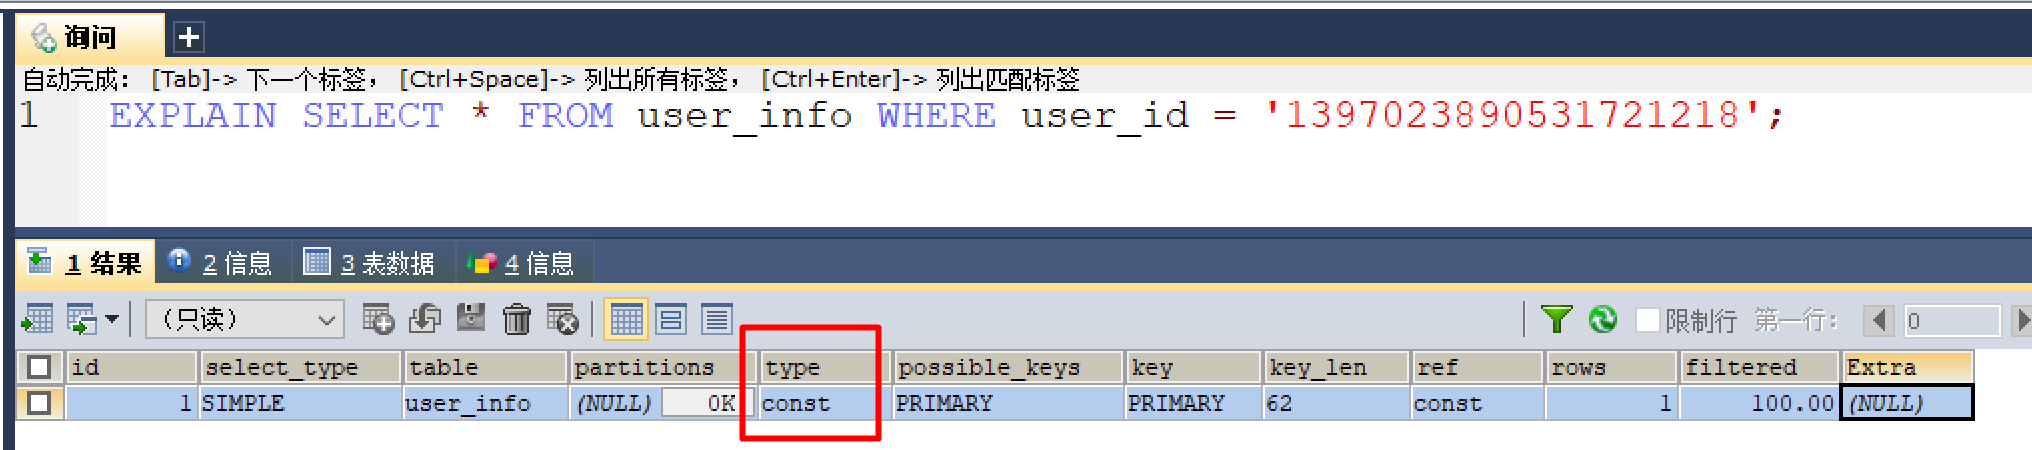 询问
自动完成： [Tab]-> 下一个标签， [Ctrl+Space]-> 列出所有标签， [Ctrl+Enter]-> 列出匹配标签
1 EXPLAIN SELECT * FROM user_info WHERE user_id = '1397023890531721218';
1 结果 2 信息 3 表数据 4 信息
（只读） 限制行 第一行： 0
id select_type table partitions type possible_keys key key_len ref rows filtered Extra
1 SIMPLE user_info (NULL) 0K const PRIMARY PRIMARY 62 const 1 100.00 (NULL)